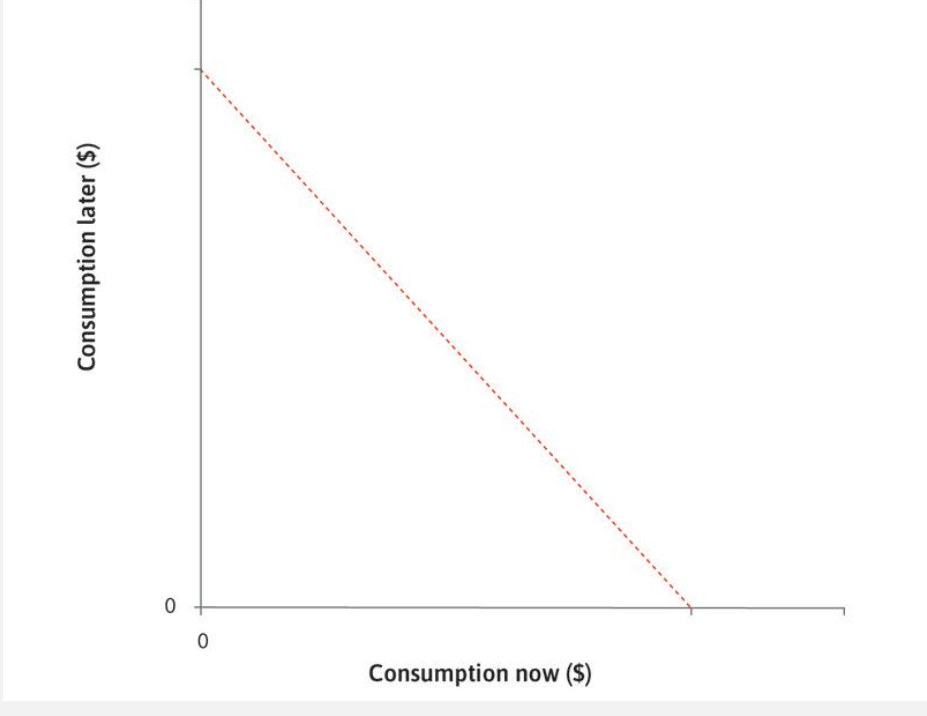 Consumption later ($)
0
0
Consumption now ($)